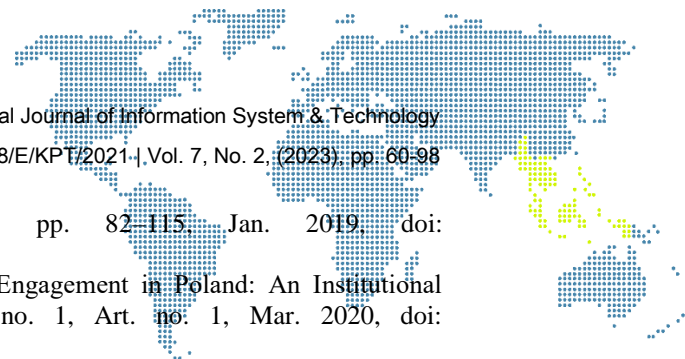 al Journal of Information System & Technology
8/E/KPT/2021 | Vol. 7, No. 2, (2023), pp. 60-98
pp. 82–115, Jan. 2019, doi:
Engagement in Poland: An Institutional
no. 1, Art. no. 1, Mar. 2020, doi: